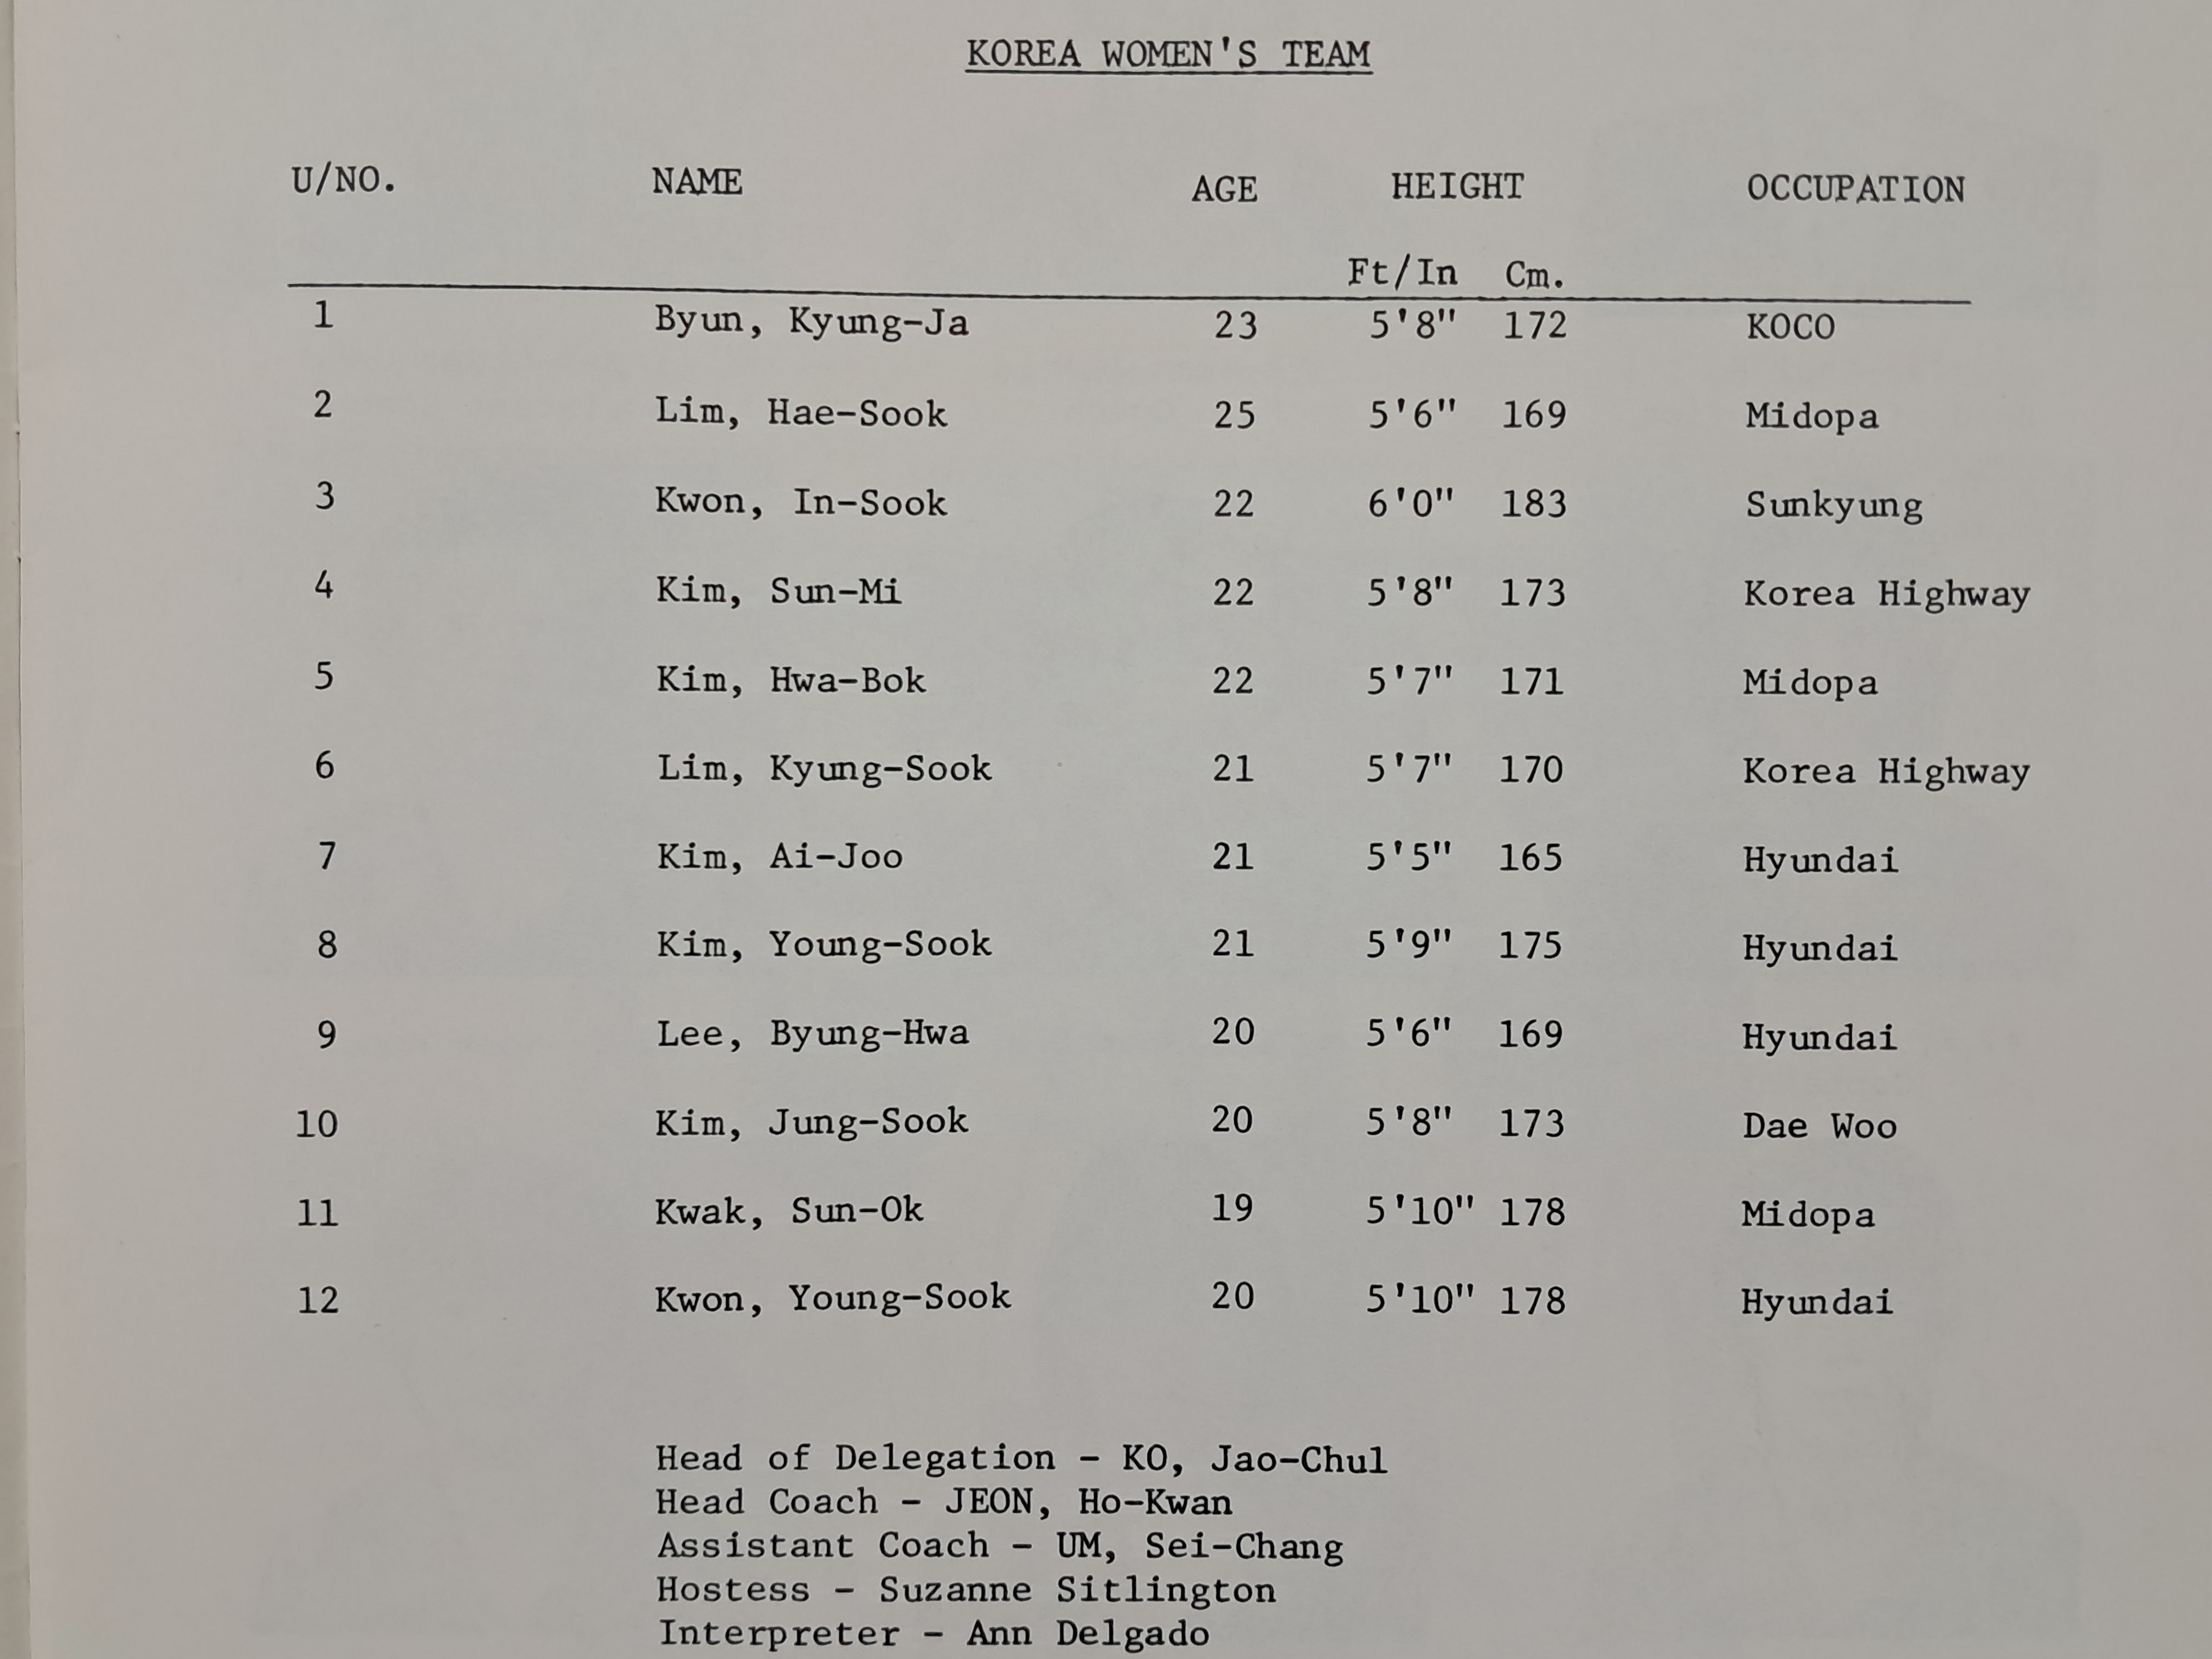 KOREA WOMEN'S TEAM
U/NO. NAME AGE HEIGHT OCCUPATION
Ft/In Cm.
1 Byun, Kyung-Ja 23 5'8" 172 KOCO
2 Lim, Hae-Sook 25 5'6" 169 Midopa
3 Kwon, In-Sook 22 6'0" 183 Sunkyung
4 Kim, Sun-Mi 22 5'8" 173 Korea Highway
5 Kim, Hwa-Bok 22 5'7" 171 Midopa
6 Lim, Kyung-Sook 21 5'7" 170 Korea Highway
7 Kim, Ai-Joo 21 5'5" 165 Hyundai
8 Kim, Young-Sook 21 5'9" 175 Hyundai
9 Lee, Byung-Hwa 20 5'6" 169 Hyundai
10 Kim, Jung-Sook 20 5'8" 173 Dae Woo
11 Kwak, Sun-Ok 19 5'10" 178 Midopa
12 Kwon, Young-Sook 20 5'10" 178 Hyundai
Head of Delegation - KO, Jao-Chul
Head Coach - JEON, Ho-Kwan
Assistant Coach - UM, Sei-Chang
Hostess - Suzanne Sitlington
Interpreter - Ann Delgado